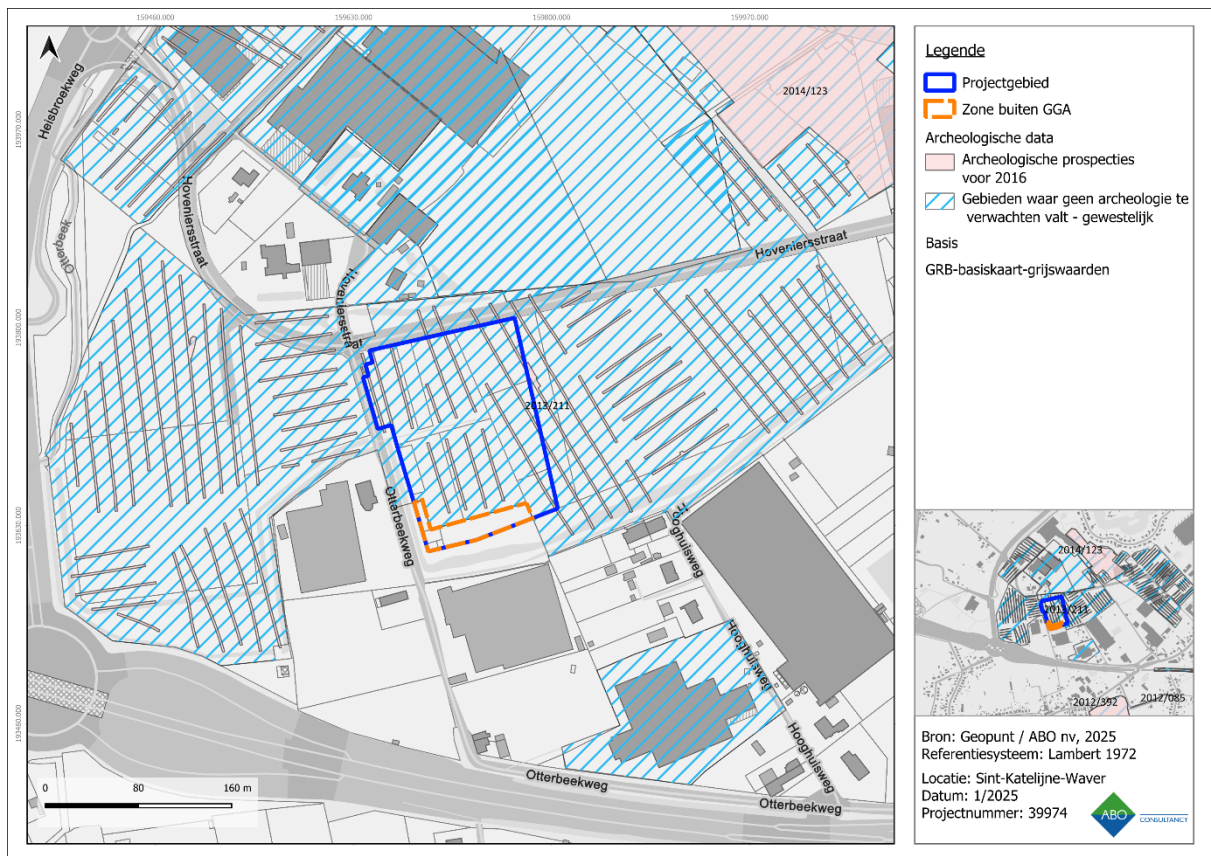 159460.000
159630.000
159800.000
159970.000
193970.000
193800.000
193630.000
193460.000
Heisbroekweg
Otterbeek
Hoveniersstraat
Hoveniersstraat
Hoveniersstraat
2014/123
2013/211
Otterbeekweg
Hooghuisweg
Hooghuisweg
Hooghuisweg
Otterbeekweg
Otterbeekweg
0 80 160 m
Legende
Projectgebied
Zone buiten GGA
Archeologische data
Archeologische prospecties
voor 2016
Gebieden waar geen archeologie te
verwachten valt - gewestelijk
Basis
GRB-basiskaart-grijswaarden
2014/123
2013/211
2012/392
2012/085
Bron: Geopunt / ABO nv, 2025
Referentiesysteem: Lambert 1972
Locatie: Sint-Katelijne-Waver
Datum: 1/2025
Projectnummer: 39974
ABO
CONSULTANCY